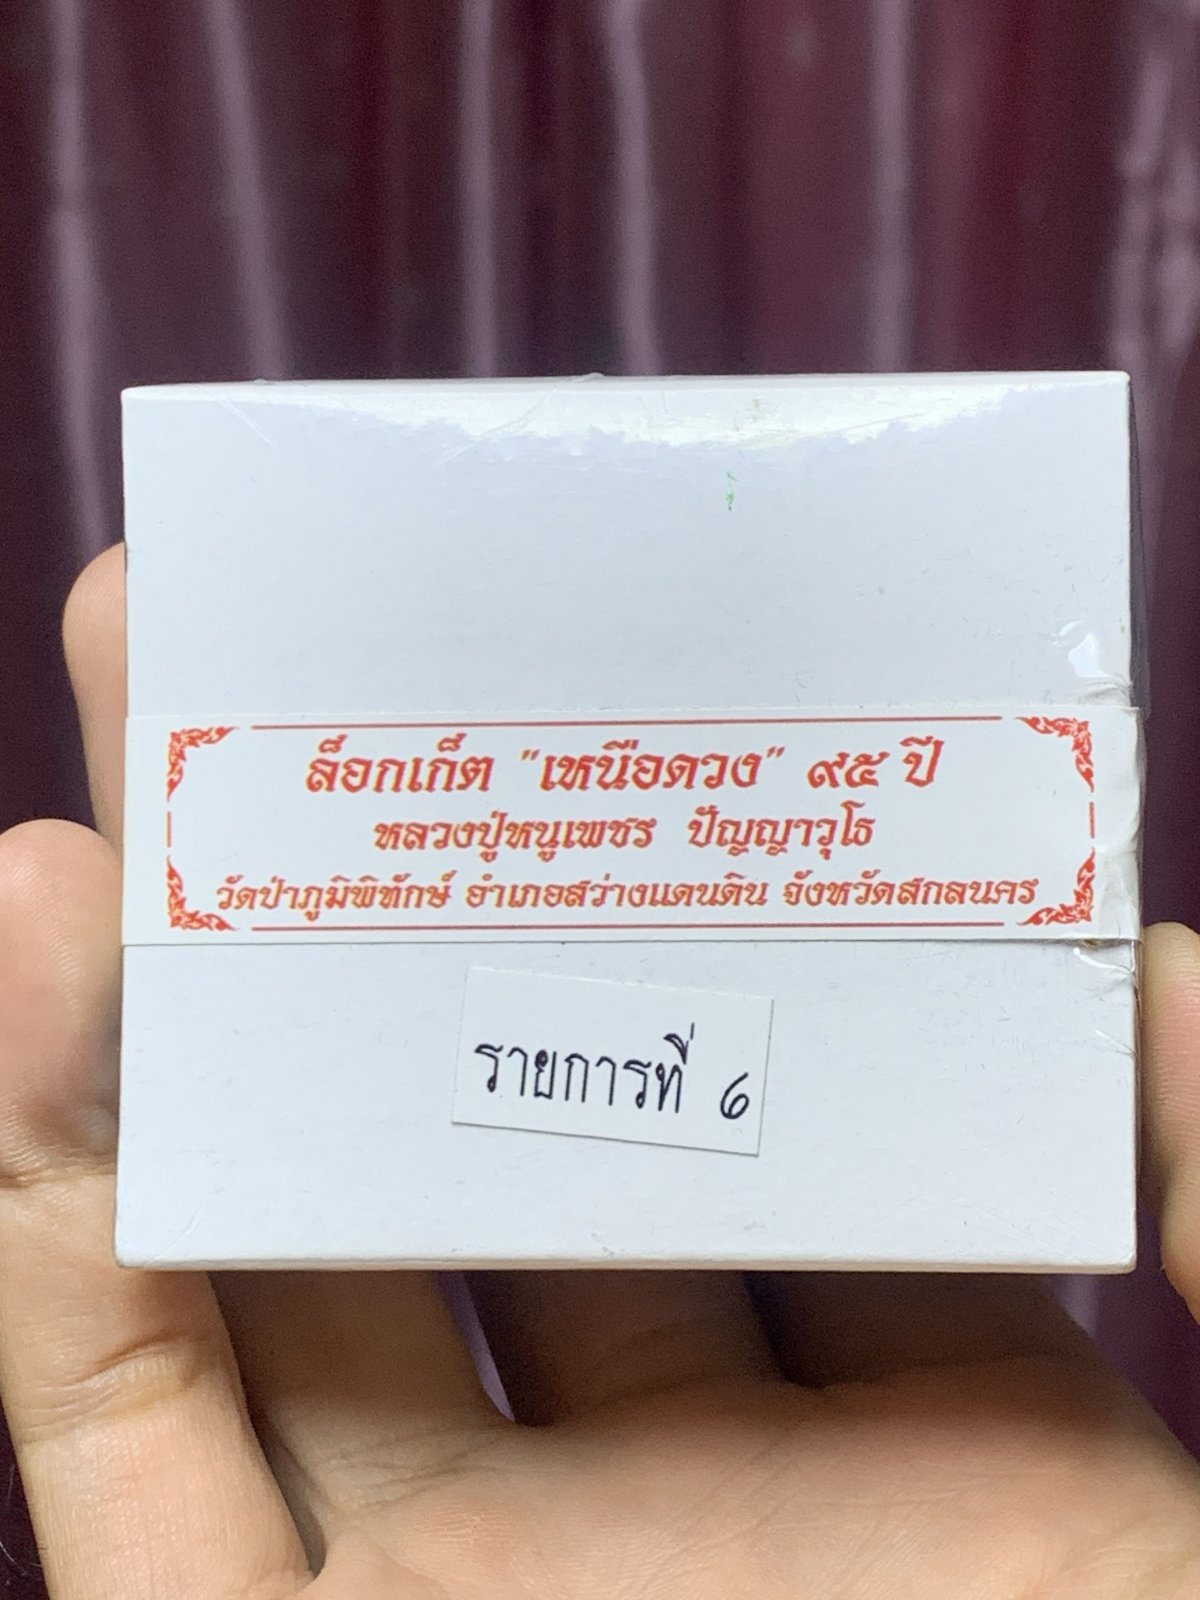 ล็อกเก็ต "เหนือดวง" ๙๕ ปี
หลวงปู่หนูเพชร ปัญญาวุโธ
วัดป่าภูมิพิทักษ์ อำเภอสว่างแดนดิน จังหวัดสกลนคร
รายการที่ ๖